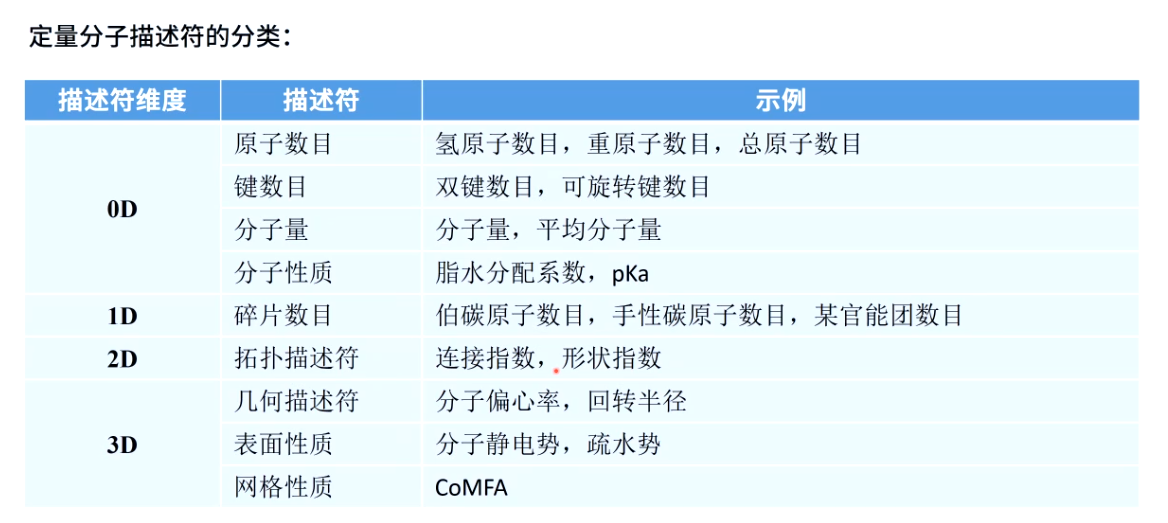 定量分子描述符的分类：
描述符维度 描述符 示例
0D 原子数目 氢原子数目，重原子数目，总原子数目
键数目 双键数目，可旋转键数目
分子量 分子量，平均分子量
分子性质 脂水分配系数，pKa
1D 碎片数目 伯碳原子数目，手性碳原子数目，某官能团数目
2D 拓扑描述符 连接指数，形状指数
3D 几何描述符 分子偏心率，回转半径
表面性质 分子静电势，疏水势
网格性质 CoMFA